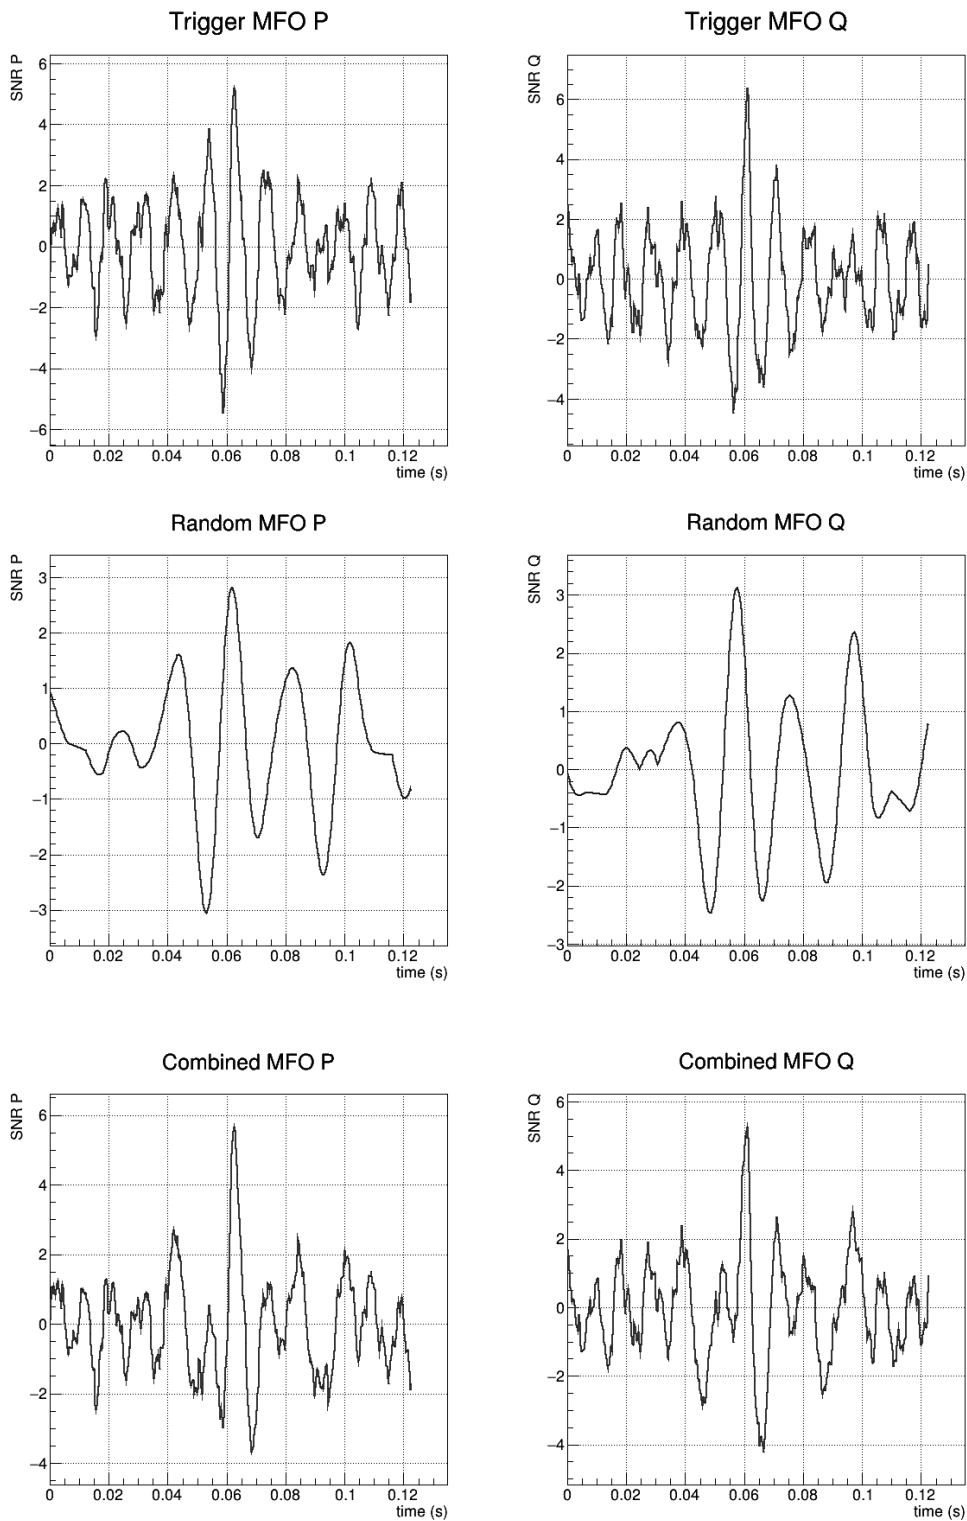 Trigger MFO P
SNR P
6
4
2
0
−2
−4
−6
0 0.02 0.04 0.06 0.08 0.1 0.12
time (s)
Trigger MFO Q
SNR Q
6
4
2
0
−2
−4
0 0.02 0.04 0.06 0.08 0.1 0.12
time (s)
Random MFO P
SNR P
3
2
1
0
−1
−2
−3
0 0.02 0.04 0.06 0.08 0.1 0.12
time (s)
Random MFO Q
SNR Q
3
2
1
0
−1
−2
−3
0 0.02 0.04 0.06 0.08 0.1 0.12
time (s)
Combined MFO P
SNR P
6
4
2
0
−2
−4
0 0.02 0.04 0.06 0.08 0.1 0.12
time (s)
Combined MFO Q
SNR Q
6
4
2
0
−2
−4
0 0.02 0.04 0.06 0.08 0.1 0.12
time (s)